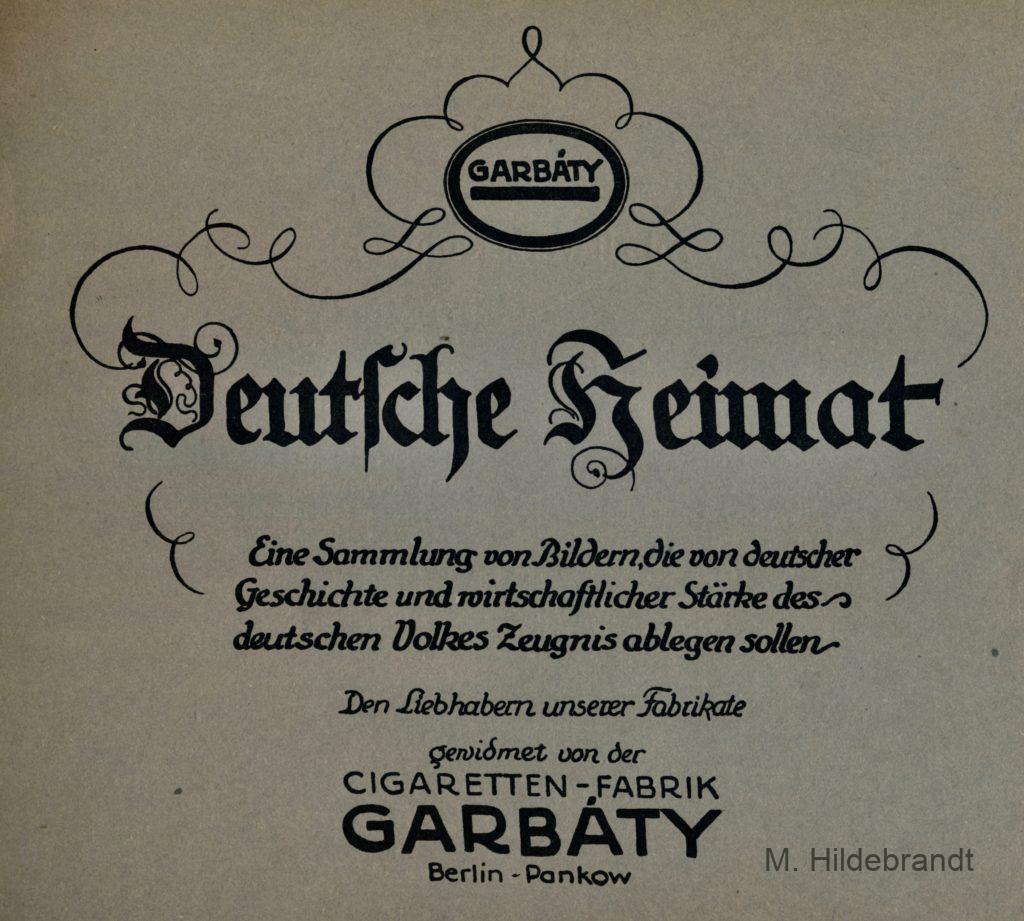 GARBÁTY
Deutſche Heimat
Eine Sammlung von Bildern, die von deutscher
Geschichte und wirtschaftlicher Stärke des
deutschen Volkes Zeugnis ablegen sollen
Den Liebhabern unserer Fabrikate
gewidmet von der
CIGARETTEN-FABRIK
GARBÁTY
Berlin-Pankow
M. Hildebrandt